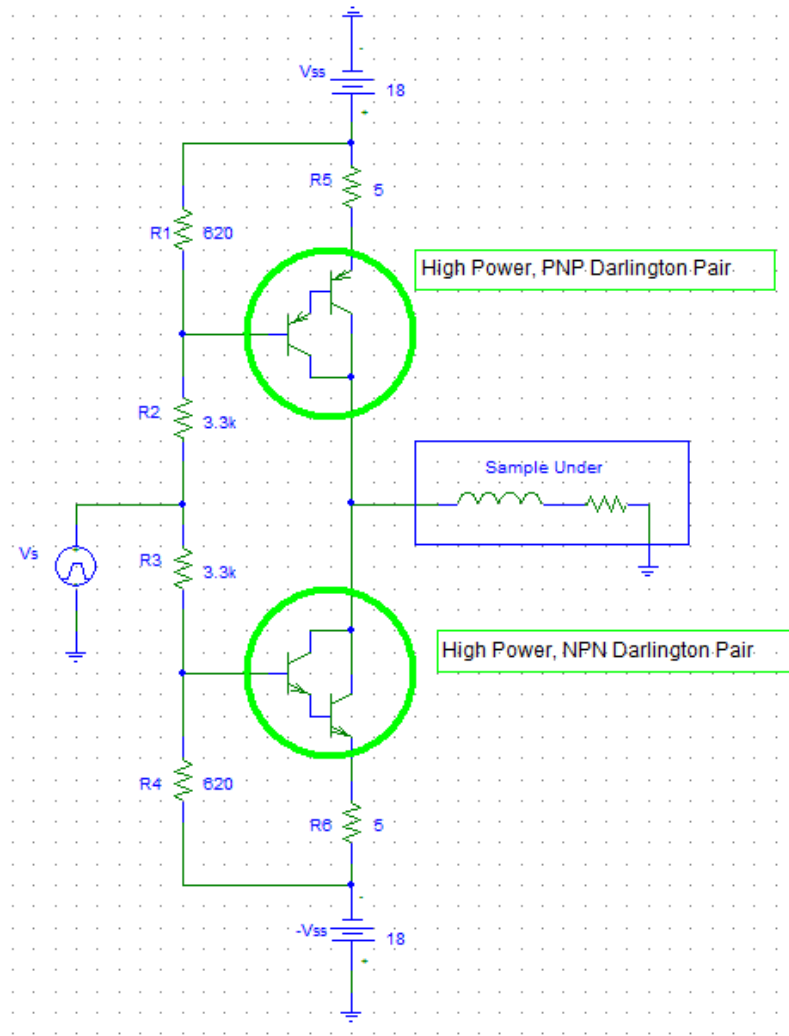 Vss
18
R5
5
R1
620
High Power, PNP Darlington Pair
R2
3.3k
Sample Under
Vs
R3
3.3k
High Power, NPN Darlington Pair
R4
620
R6
5
-Vss
18